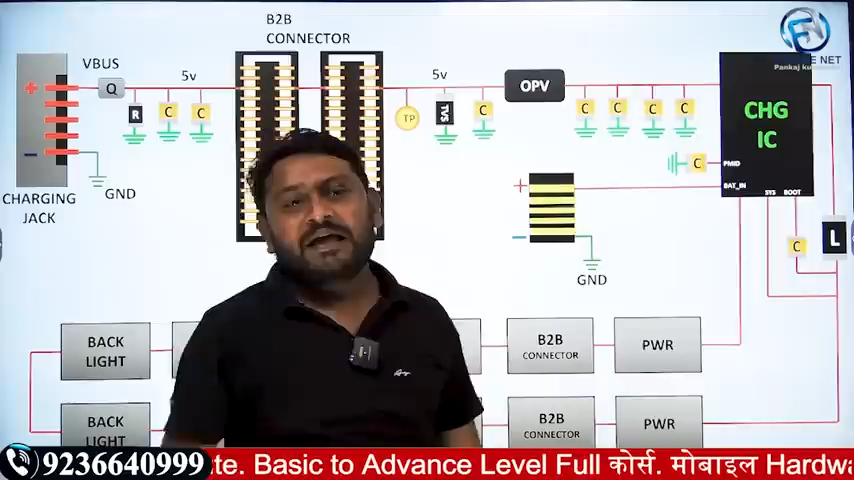 B2B
CONNECTOR
VBUS
Q
5v
R
C
C
TP
5v
TVS
C
OPV
C
C
C
C
CHG
IC
C
PMID
BAT_IN
SYS
BOOT
C
L
E NET
Pankaj ku
GND
CHARGING
JACK
GND
BACK
LIGHT
B2B
CONNECTOR
PWR
BACK
LIGHT
B2B
CONNECTOR
PWR
9236640999
te. Basic to Advance Level Full कोर्स. मोबाइल Hardwa